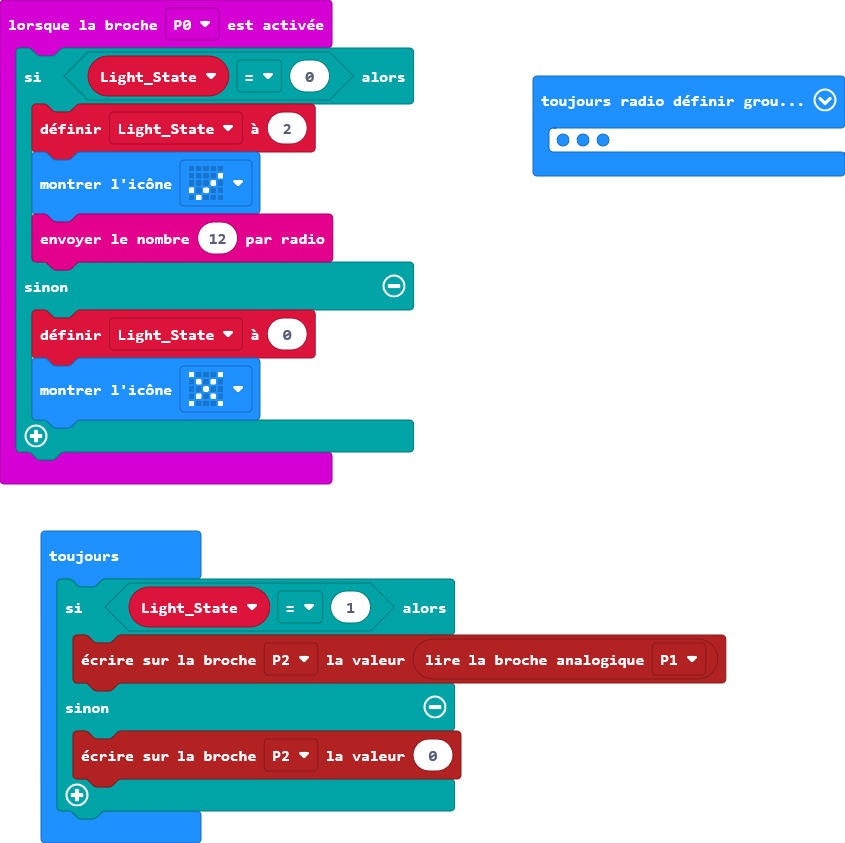 lorsque la broche P0 est activée
si Light_State = 0 alors
définir Light_State à 2
montrer l'icône
envoyer le nombre 12 par radio
sinon
définir Light_State à 0
montrer l'icône
toujours radio définir grou...
toujours
si Light_State = 1 alors
écrire sur la broche P2 la valeur lire la broche analogique P1
sinon
écrire sur la broche P2 la valeur 0